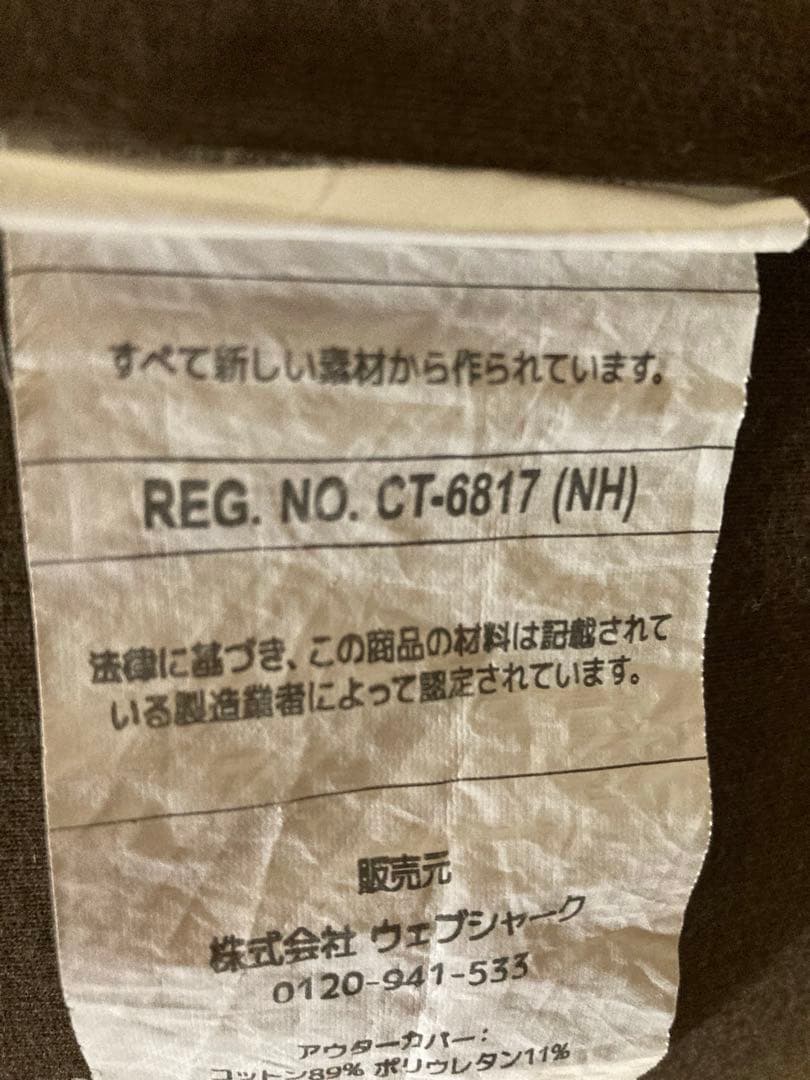 すべて新しい素材から作られています。
REG. NO. CT-6817 (NH)
法律に基づき、この商品の材料は記載されて
いる製造業者によって認定されています。
販売元
株式会社 ウェブシャーク
0120-941-533
アウターカバー:
コットン89% ポリウレタン11%